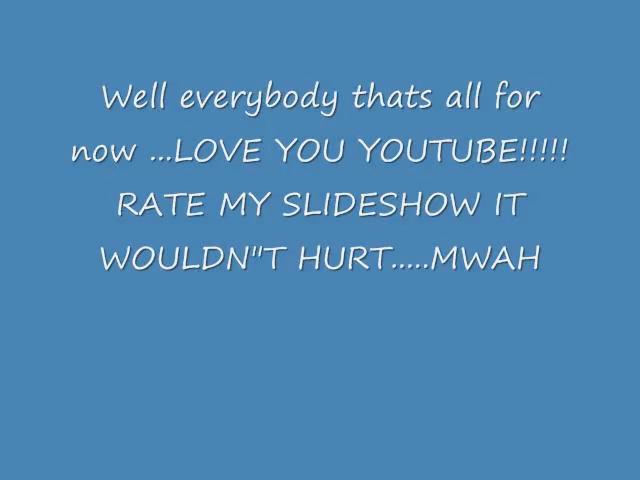 Well everybody thats all for
now ...LOVE YOU YOUTUBE!!!!!
RATE MY SLIDESHOW IT
WOULDN"T HURT.....MWAH